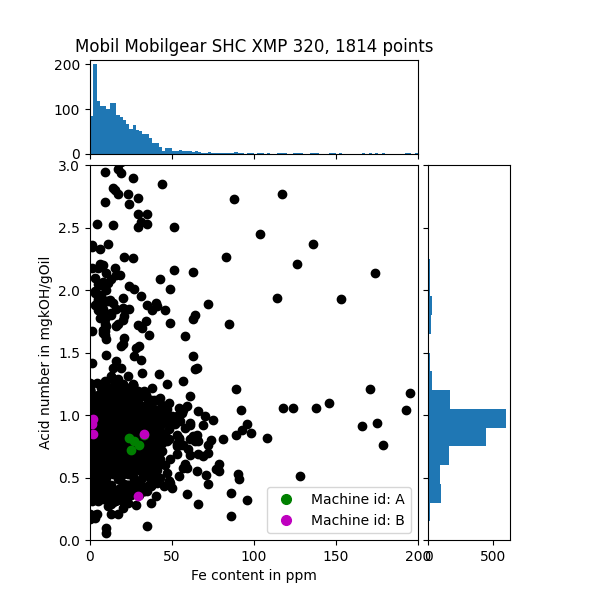 Mobil Mobilgear SHC XMP 320, 1814 points
200
100
0
3.0
2.5
2.0
1.5
1.0
0.5
0.0
Acid number in mgkOH/gOil
Machine id: A
Machine id: B
0 50 100 150 200
0 500
Fe content in ppm